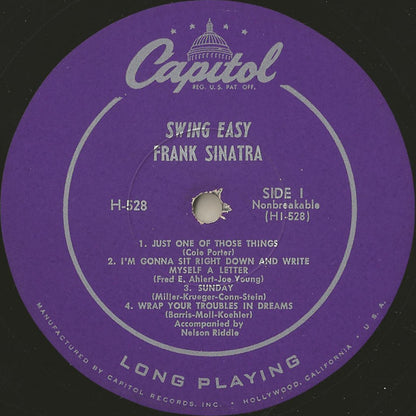 Capitol
REG. U.S. PAT. OFF.
SWING EASY
FRANK SINATRA
H-528
SIDE 1
Nonbreakable
(H1-528)
1. JUST ONE OF THOSE THINGS
(Cole Porter)
2. I'M GONNA SIT RIGHT DOWN AND WRITE
MYSELF A LETTER
(Fred E. Ahlert-Joe Young)
3. SUNDAY
(Miller-Krueger-Conn-Stein)
4. WRAP YOUR TROUBLES IN DREAMS
(Barris-Moll-Koehler)
Accompanied by
Nelson Riddle
LONG PLAYING
MANUFACTURED BY CAPITOL RECORDS, INC. • HOLLYWOOD, CALIFORNIA • U.S.A.